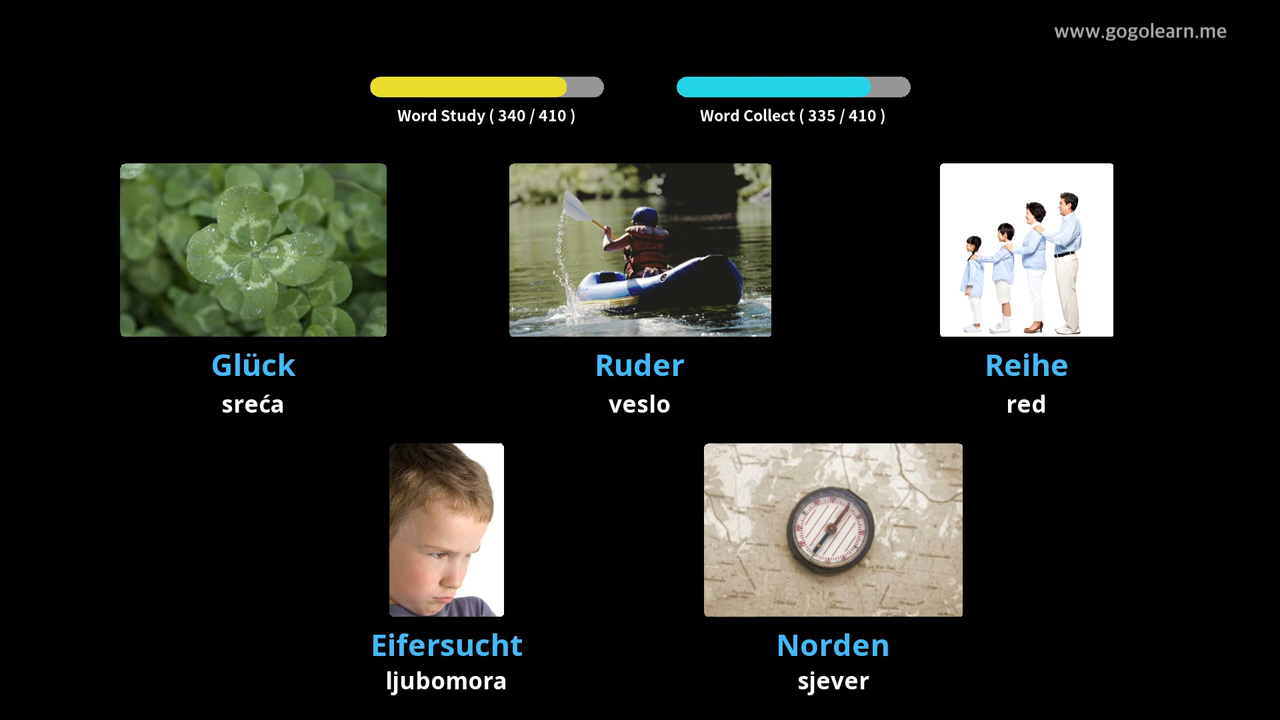 www.gogolearn.me
Word Study ( 340 / 410 )
Word Collect ( 335 / 410 )
Glück
sreća
Ruder
veslo
Reihe
red
Eifersucht
ljubomora
Norden
sjever